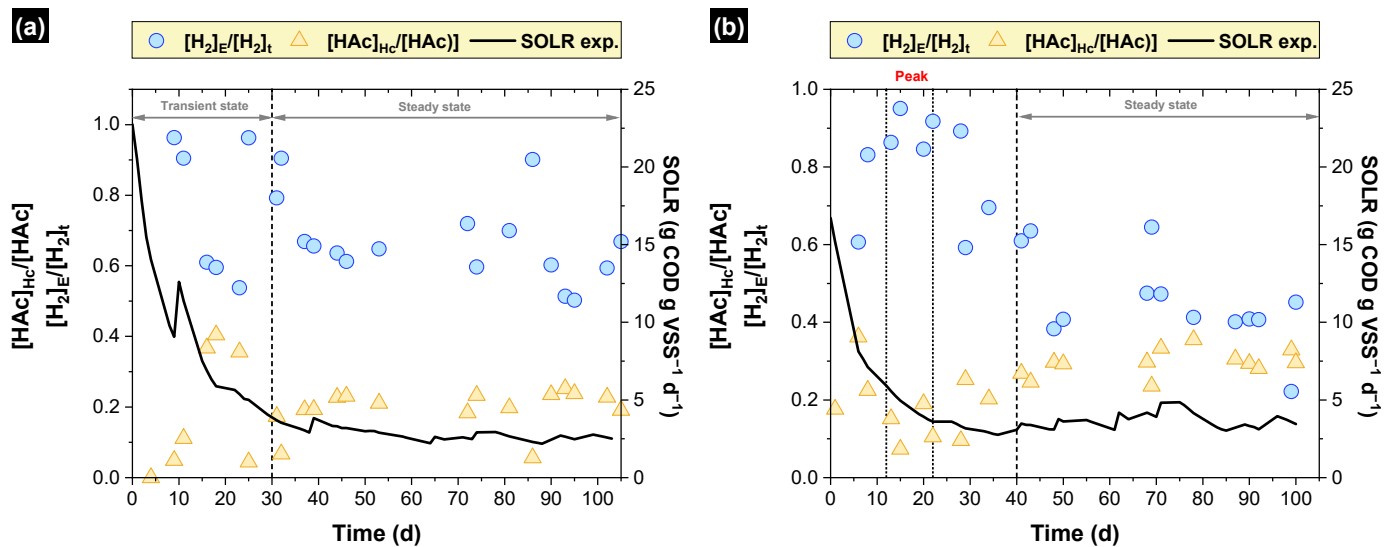 (a)
[H₂]E/[H₂]t [HAc]Hc/[HAc)] SOLR exp.
Transient state
Steady state
1.0
0.8
0.6
0.4
0.2
0.0
25
20
15
10
5
0
0 10 20 30 40 50 60 70 80 90 100
[HAc]Hc/[HAc]
[H₂]E/[H₂]t
SOLR (g COD g VSS⁻¹ d⁻¹)
Time (d)
(b)
[H₂]E/[H₂]t [HAc]Hc/[HAc)] SOLR exp.
Peak
Steady state
1.0
0.8
0.6
0.4
0.2
0.0
25
20
15
10
5
0
0 10 20 30 40 50 60 70 80 90 100
[HAc]Hc/[HAc]
[H₂]E/[H₂]t
SOLR (g COD g VSS⁻¹ d⁻¹)
Time (d)